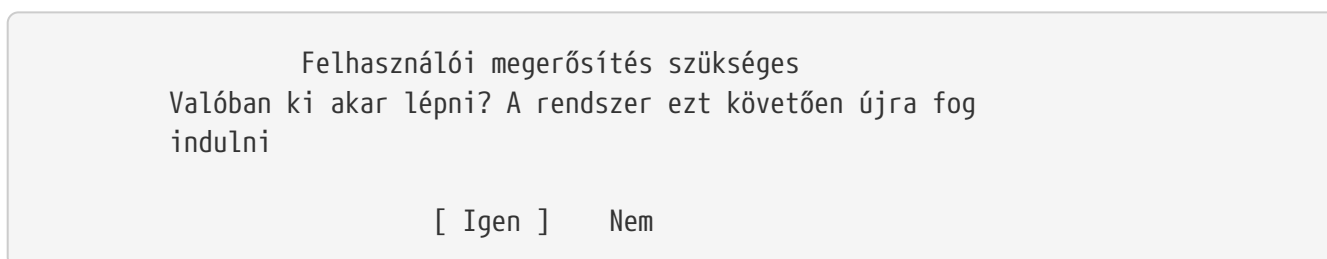 Felhasználói megerősítés szükséges
Valóban ki akar lépni? A rendszer ezt követően újra fog
indulni
[ Igen ] Nem